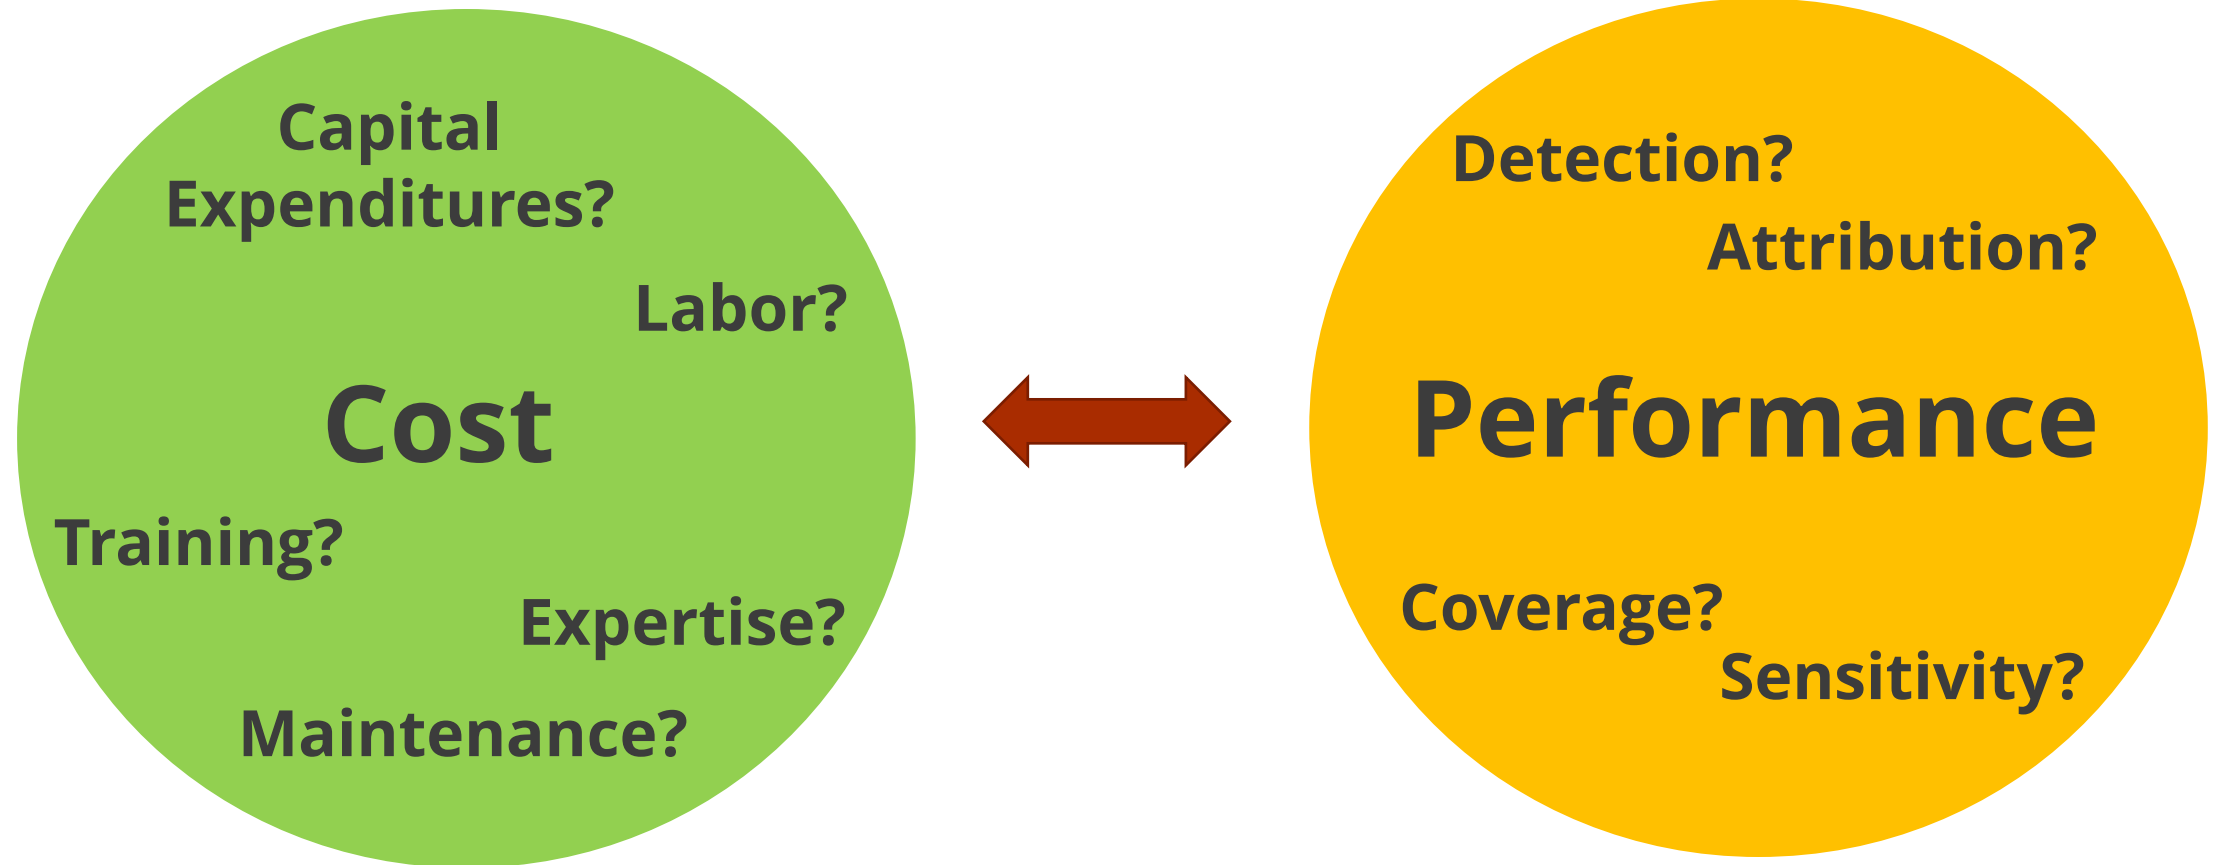 Capital
Expenditures?
Labor?
Cost
Training?
Expertise?
Maintenance?
Detection?
Attribution?
Performance
Coverage?
Sensitivity?